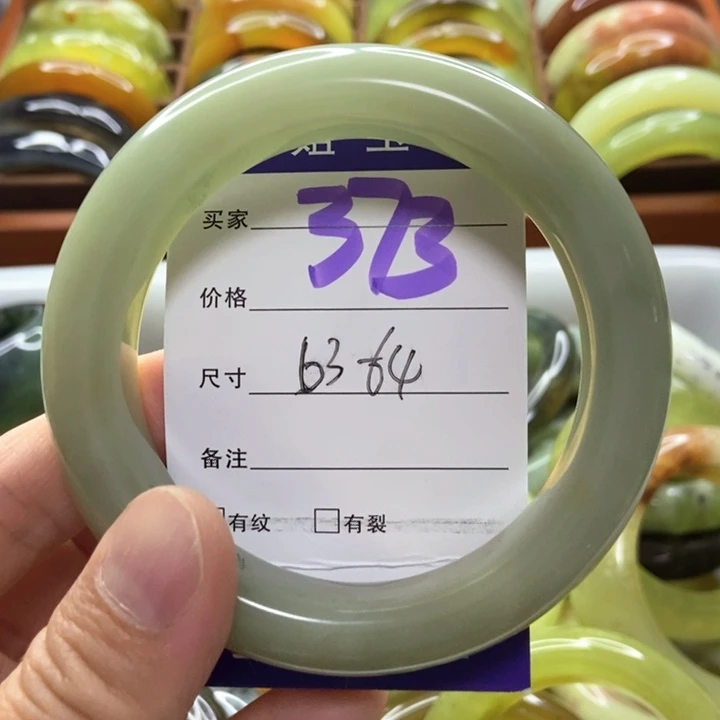 买家 373
价格
尺寸 63-64
备注
有纹 有裂